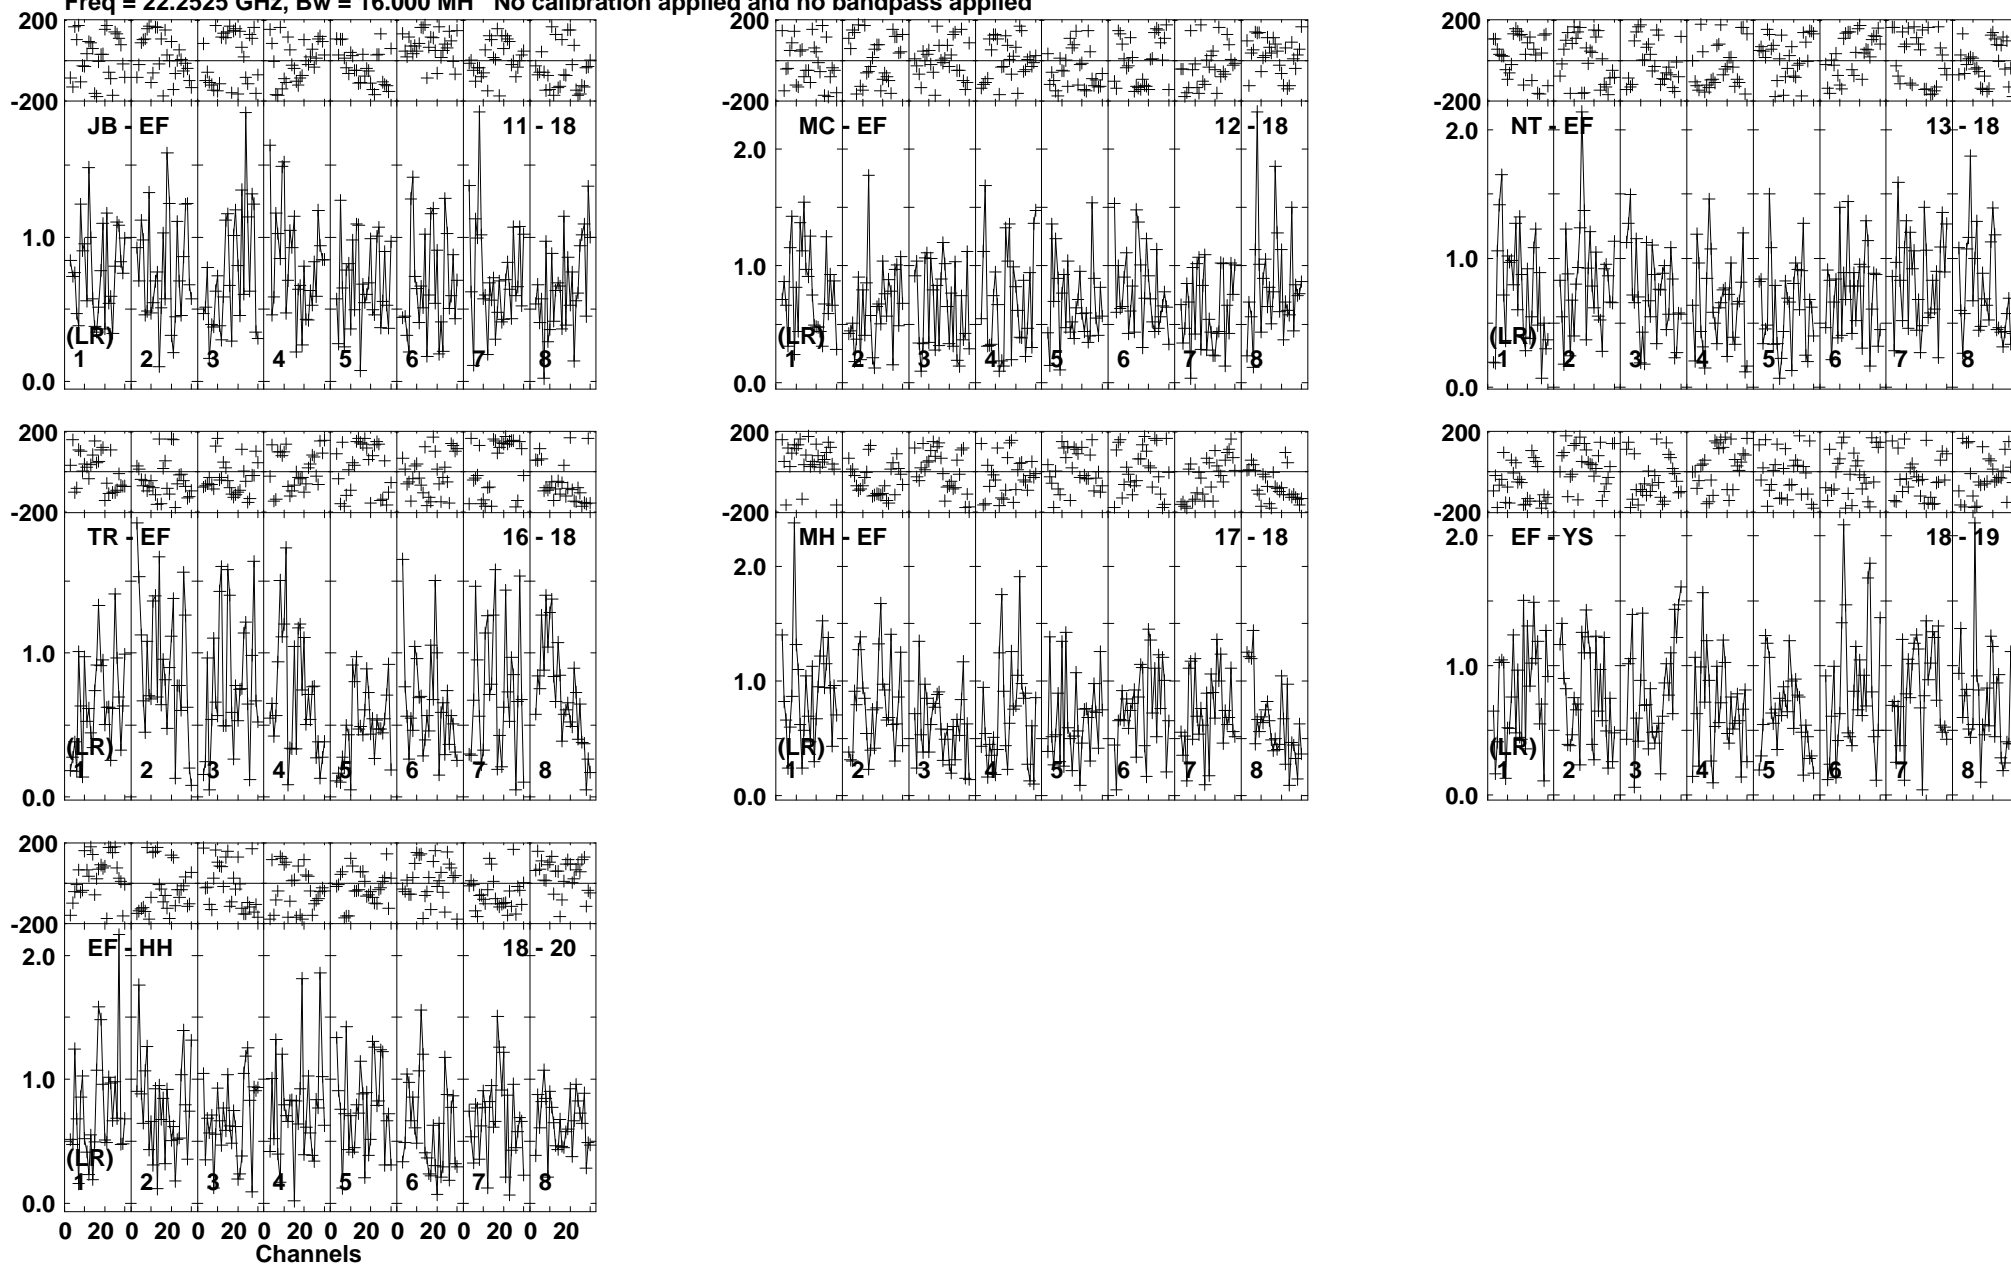 Freq = 22.2525 GHz, Bw = 16.000 MH No calibration applied and no bandpass applied
200
-200
JB - EF 11 - 18
1.0
0.0
(LR)
1 2 3 4 5 6 7 8
200
-200
MC - EF 12 - 18
2.0
1.0
0.0
(LR)
1 2 3 4 5 6 7 8
200
-200
NT - EF 13 - 18
2.0
1.0
0.0
(LR)
1 2 3 4 5 6 7 8
200
-200
TR - EF 16 - 18
1.0
0.0
(LR)
1 2 3 4 5 6 7 8
200
-200
MH - EF 17 - 18
2.0
1.0
0.0
(LR)
1 2 3 4 5 6 7 8
200
-200
EF - YS 18 - 19
2.0
1.0
0.0
(LR)
1 2 3 4 5 6 7 8
200
-200
EF - HH 18 - 20
2.0
1.0
0.0
(LR)
1 2 3 4 5 6 7 8
0 20 0 20 0 20 0 20 0 20 0 20 0 20 0 20
Channels